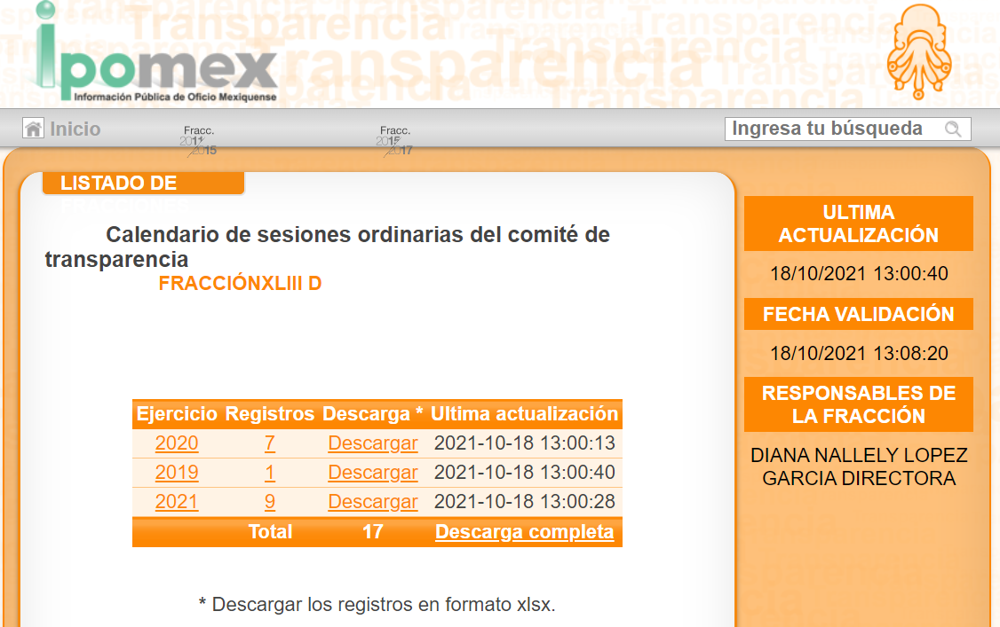 Ipomex
Información Pública de Oficio Mexiquense
Inicio
Fracc.
2011
2015
Fracc.
2015
2017
Ingresa tu búsqueda
LISTADO DE
FRACCIONES
Calendario de sesiones ordinarias del comité de
transparencia
FRACCIÓNXLIII D
Ejercicio Registros Descarga * Ultima actualización
2020 7 Descargar 2021-10-18 13:00:13
2019 1 Descargar 2021-10-18 13:00:40
2021 9 Descargar 2021-10-18 13:00:28
Total 17 Descarga completa
* Descargar los registros en formato xlsx.
ULTIMA
ACTUALIZACIÓN
18/10/2021 13:00:40
FECHA VALIDACIÓN
18/10/2021 13:08:20
RESPONSABLES DE
LA FRACCIÓN
DIANA NALLELY LOPEZ
GARCIA DIRECTORA